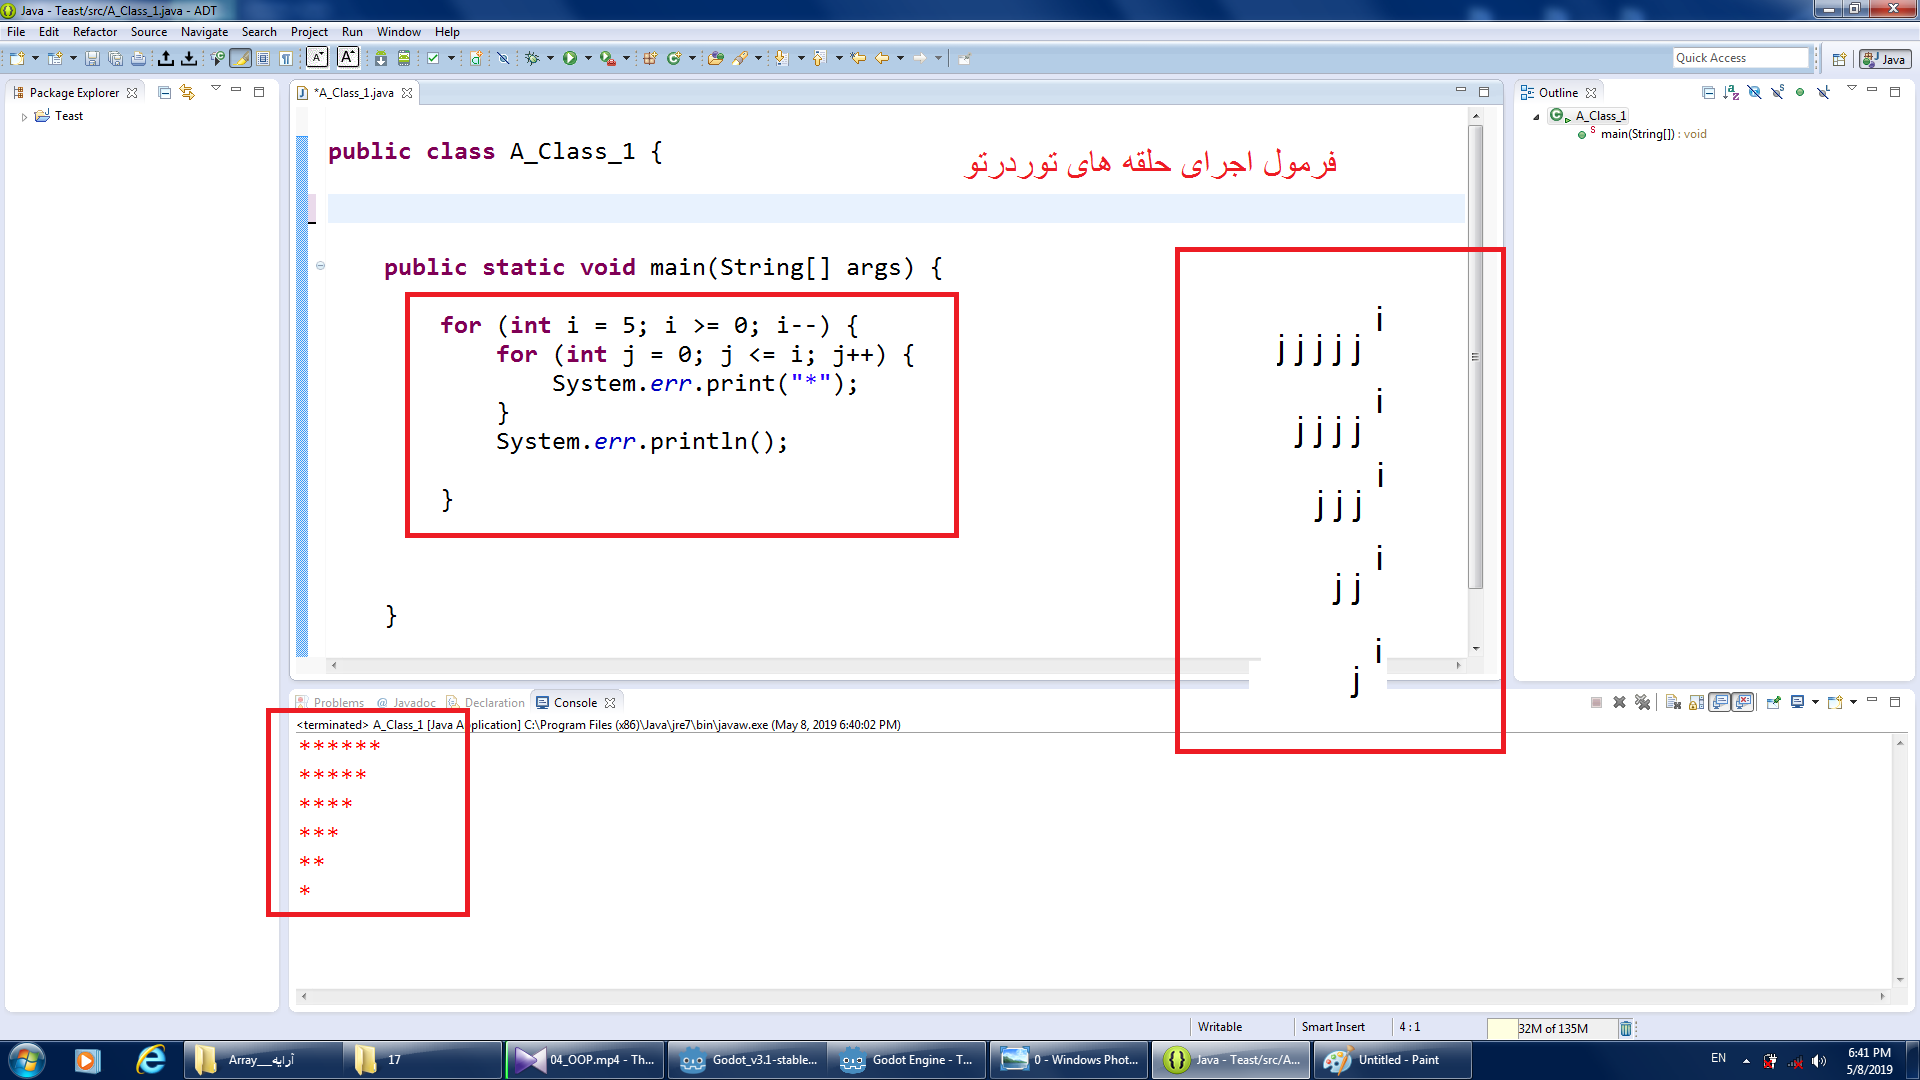 Java - Teast/src/A_Class_1.java - ADT
File Edit Refactor Source Navigate Search Project Run Window Help
Quick Access
Java
Package Explorer
Teast
*A_Class_1.java
public class A_Class_1 {
فرمول اجرای حلقه های توردرتو
public static void main(String[] args) {
for (int i = 5; i >= 0; i--) {
for (int j = 0; j <= i; j++) {
System.err.print("*");
}
System.err.println();
}
}
i
j j j j j
i
j j j j
i
j j j
i
j j
i
j
Outline
A_Class_1
main(String[]) : void
Problems @ Javadoc Declaration Console
<terminated> A_Class_1 [Java Application] C:\Program Files (x86)\Java\jre7\bin\javaw.exe (May 8, 2019 6:40:02 PM)
******
*****
****
***
**
*
Writable Smart Insert 4 : 1 32M of 135M
Array__آرایه 17 04_OOP.mp4 - Th... Godot_v3.1-stable... Godot Engine - T... 0 - Windows Phot... Java - Teast/src/A... Untitled - Paint EN 6:41 PM
5/8/2019